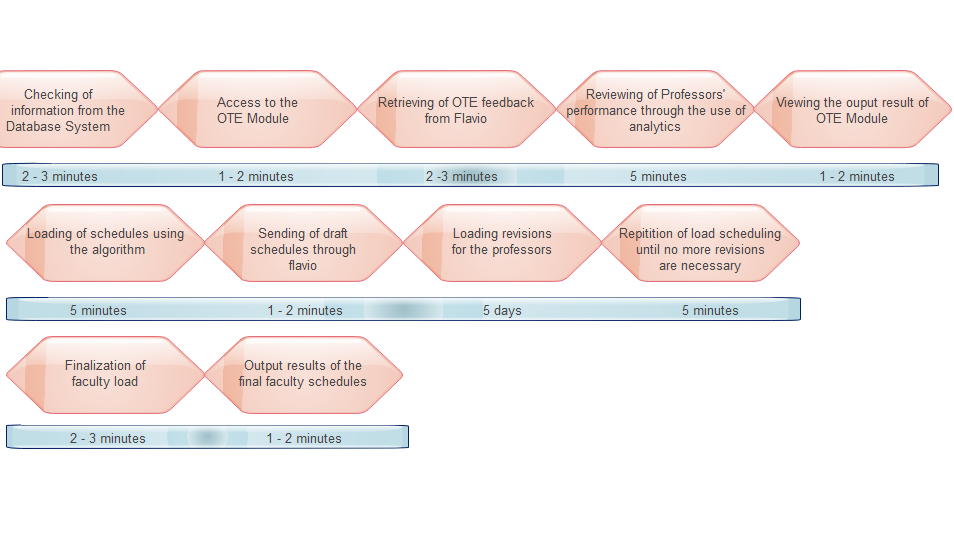 Checking of
information from the
Database System
Access to the
OTE Module
Retrieving of OTE feedback
from Flavio
Reviewing of Professors'
performance through the use of
analytics
Viewing the ouput result of
OTE Module
2 - 3 minutes
1 - 2 minutes
2 -3 minutes
5 minutes
1 - 2 minutes
Loading of schedules using
the algorithm
Sending of draft
schedules through
flavio
Loading revisions
for the professors
Repitition of load scheduling
until no more revisions
are necessary
5 minutes
1 - 2 minutes
5 days
5 minutes
Finalization of
faculty load
Output results of the
final faculty schedules
2 - 3 minutes
1 - 2 minutes